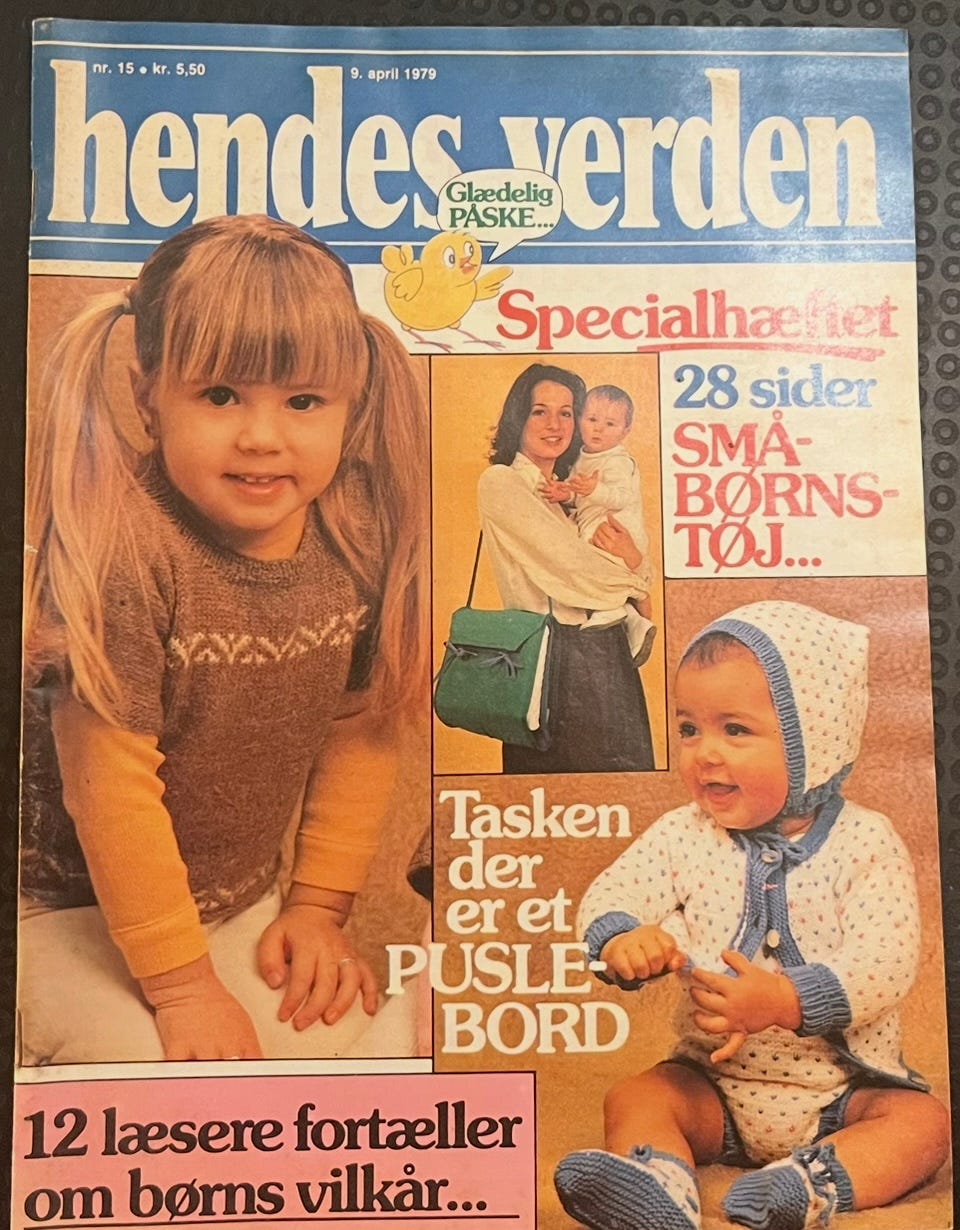 nr. 15 • kr. 5,50
9. april 1979
hendes verden
Glædelig
PÅSKE...
Specialhæftet
28 sider
SMÅ-
BØRNS-
TØJ...
Tasken
der
er et
PUSLE-
BORD
12 læsere fortæller
om børns vilkår...